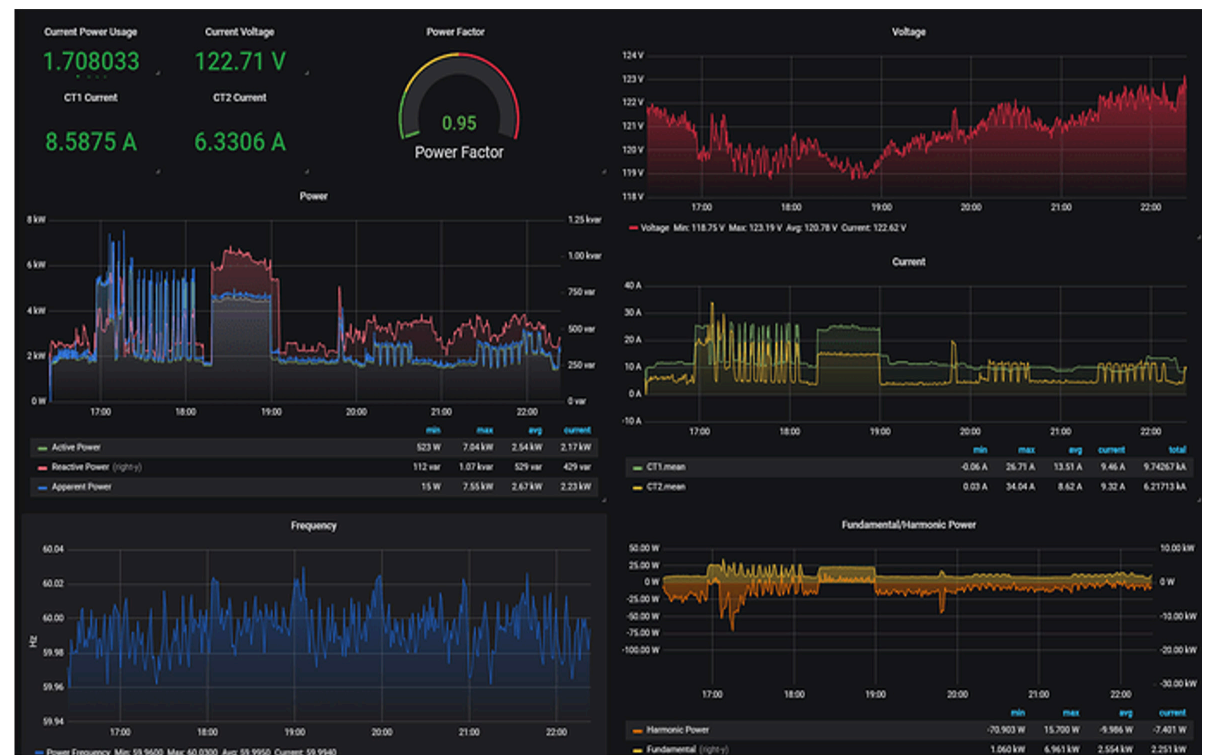 Current Power Usage
1.708033
Current Voltage
122.71 V
CT1 Current
8.5875 A
CT2 Current
6.3306 A
Power Factor
0.95
Power Factor
Voltage
124 V
123 V
122 V
121 V
120 V
119 V
118 V
17:00 18:00 19:00 20:00 21:00 22:00
Voltage Min: 118.75 V Max: 123.19 V Avg: 120.78 V Current: 122.62 V
Power
8 kW
6 kW
4 kW
2 kW
0 W
1.25 kvar
1.00 kvar
750 var
500 var
250 var
0 var
17:00 18:00 19:00 20:00 21:00 22:00
min max avg current
Active Power 523 W 7.04 kW 2.54 kW 2.17 kW
Reactive Power (right-y) 112 var 1.07 kvar 529 var 429 var
Apparent Power 15 W 7.55 kW 2.67 kW 2.23 kW
Current
40 A
30 A
20 A
10 A
0 A
-10 A
17:00 18:00 19:00 20:00 21:00 22:00
min max avg current total
CT1.mean -0.06 A 26.71 A 13.51 A 9.46 A 9.74267 kA
CT2.mean 0.03 A 34.04 A 8.62 A 9.32 A 6.21713 kA
Frequency
60.04
60.02
60.00
59.98
59.96
59.94
Hz
17:00 18:00 19:00 20:00 21:00 22:00
Power Frequency Min: 59.9600 Max: 60.0300 Avg: 59.9950 Current: 59.9940
Fundamental/Harmonic Power
50.00 W
25.00 W
0 W
-25.00 W
-50.00 W
-75.00 W
-100.00 W
10.00 kW
0 W
-10.00 kW
-20.00 kW
-30.00 kW
17:00 18:00 19:00 20:00 21:00 22:00
min max avg current
Harmonic Power -70.903 W 15.700 W -9.986 W -7.401 W
Fundamental (right-y) 1.060 kW 6.961 kW 2.554 kW 2.251 kW